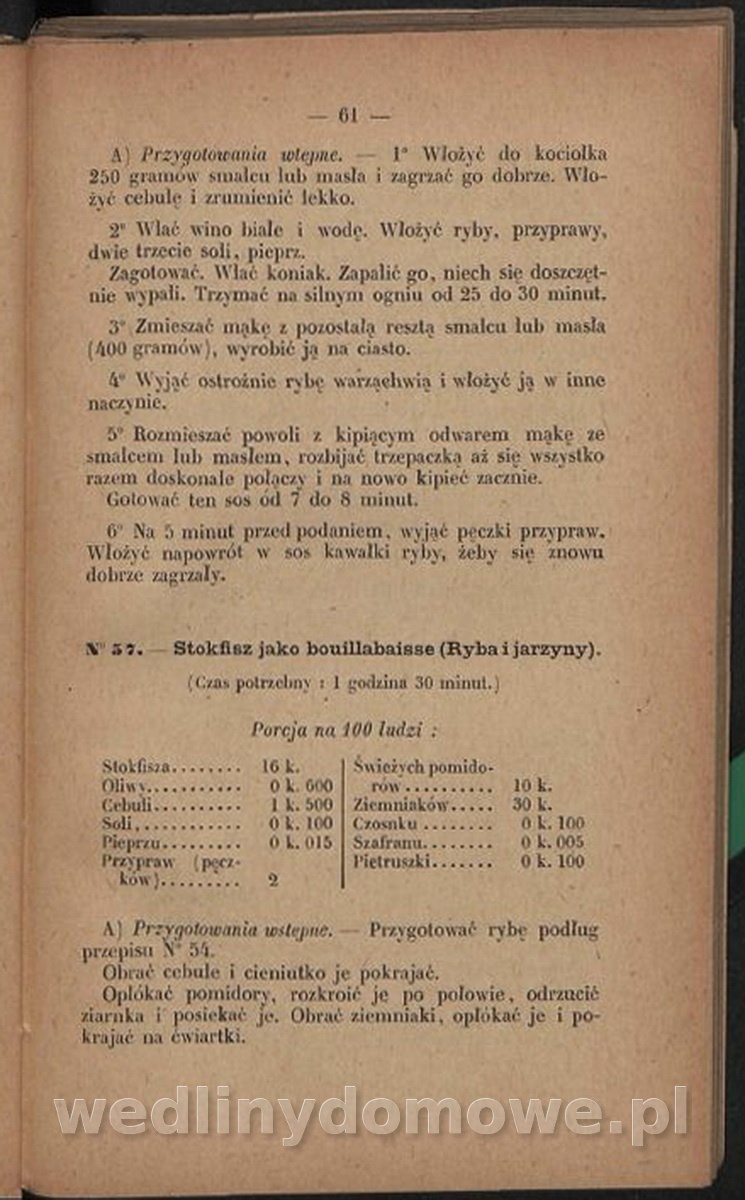 — 61 —
A) Przygotowania wtępne. — 1° Włożyć do kociołka
250 gramów smalcu lub masła i zagrzać go dobrze. Wło-
żyć cebulę i zrumienić lekko.
2° Wlać wino białe i wodę. Włożyć ryby, przyprawy,
dwie trzecie soli, pieprz.
Zagotować. Wlać koniak. Zapalić go, niech się doszczęt-
nie wypali. Trzymać na silnym ogniu od 25 do 30 minut.
3° Zmieszać mąkę z pozostałą resztą smalcu lub masła
(400 gramów), wyrobić ją na ciasto.
4° Wyjąć ostrożnie rybę warząchwią i włożyć ją w inne
naczynie.
5° Rozmieszać powoli z kipiącym odwarem mąkę ze
smalcem lub masłem, rozbijać trzepaczką aż się wszystko
razem doskonale połączy i na nowo kipieć zacznie.
Gotować ten sos od 7 do 8 minut.
6° Na 5 minut przed podaniem, wyjąć pęczki przypraw.
Włożyć napowrót w sos kawałki ryby, żeby się znowu
dobrze zagrzały.
N° 57. — Stokfisz jako bouillabaisse (Ryba i jarzyny).
(Czas potrzebny : 1 godzina 30 minut.)
Porcja na 100 ludzi :
Stokfisza........ 16 k.
Oliwy........... 0 k. 600
Cebuli.......... 1 k. 500
Soli............ 0 k. 100
Pieprzu......... 0 k. 015
Przypraw (pęcz-
ków)......... 2
Świeżych pomido-
rów.......... 10 k.
Ziemniaków..... 30 k.
Czosnku ........ 0 k. 100
Szafranu........ 0 k. 005
Pietruszki....... 0 k. 100
A) Przygotowania wstępne. — Przygotować rybę podług
przepisu N° 54.
Obrać cebule i cieniutko je pokrajać.
Opłókać pomidory, rozkroić je po połowie, odrzucić
ziarnka i posiekać je. Obrać ziemniaki, opłókać je i po-
krajać na ćwiartki.
wedlinydomowe.pl